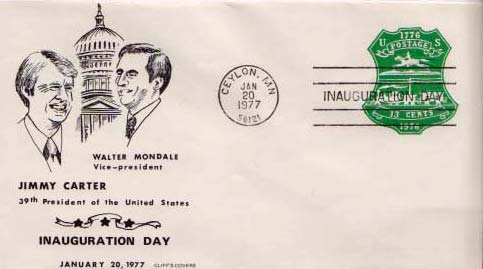 WALTER MONDALE
Vice-president
JIMMY CARTER
39th President of the United States
INAUGURATION DAY
JANUARY 20, 1977
CLIFF'S COVERS
CEYLON, MN
JAN
20
1977
56121
INAUGURATION DAY
1776
U S
POSTAGE
13 CENTS
1976